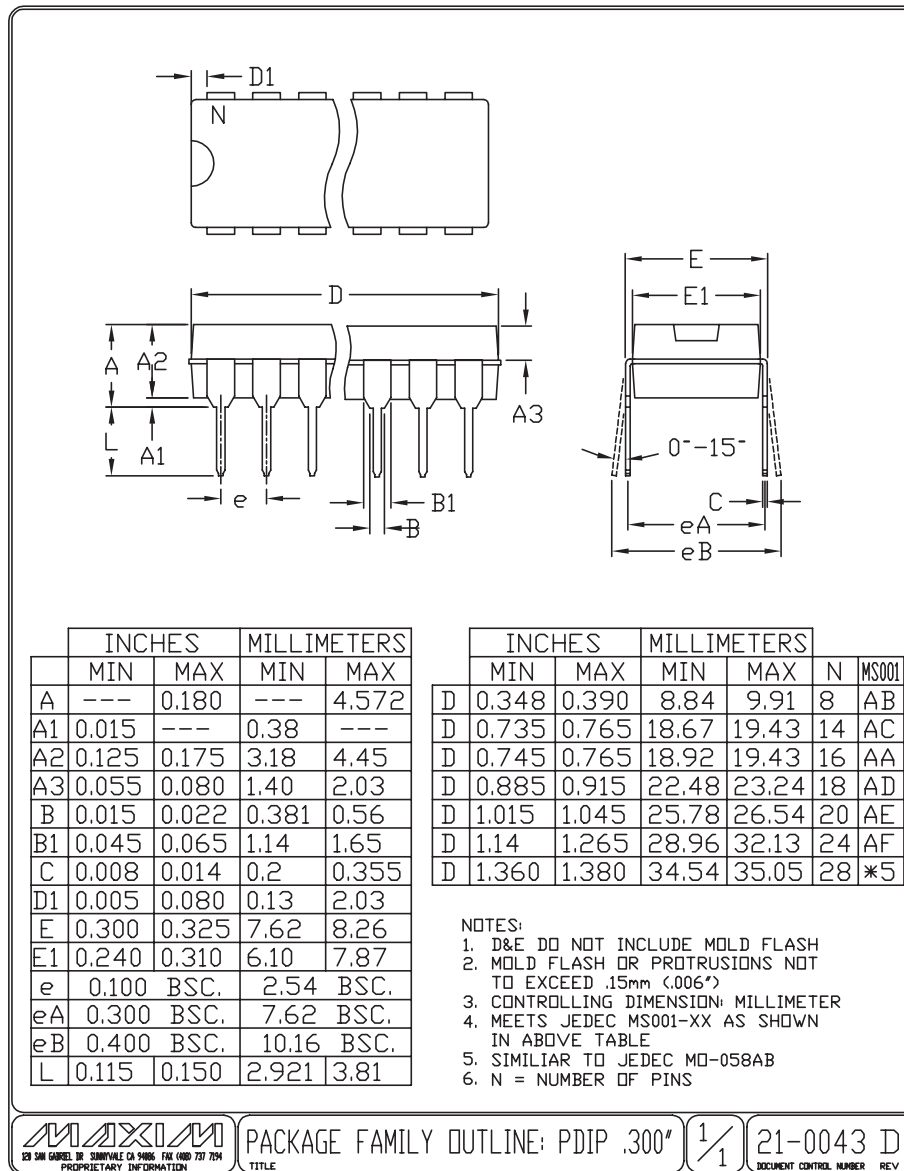 D1
N
E
E1
D
A
A2
A3
L
A1
0°-15°
e
B1
B
C
eA
eB
INCHES MILLIMETERS
MIN MAX MIN MAX
A --- 0.180 --- 4.572
A1 0.015 --- 0.38 ---
A2 0.125 0.175 3.18 4.45
A3 0.055 0.080 1.40 2.03
B 0.015 0.022 0.381 0.56
B1 0.045 0.065 1.14 1.65
C 0.008 0.014 0.2 0.355
D1 0.005 0.080 0.13 2.03
E 0.300 0.325 7.62 8.26
E1 0.240 0.310 6.10 7.87
e 0.100 BSC. 2.54 BSC.
eA 0.300 BSC. 7.62 BSC.
eB 0.400 BSC. 10.16 BSC.
L 0.115 0.150 2.921 3.81
INCHES MILLIMETERS
MIN MAX MIN MAX N MS001
D 0.348 0.390 8.84 9.91 8 AB
D 0.735 0.765 18.67 19.43 14 AC
D 0.745 0.765 18.92 19.43 16 AA
D 0.885 0.915 22.48 23.24 18 AD
D 1.015 1.045 25.78 26.54 20 AE
D 1.14 1.265 28.96 32.13 24 AF
D 1.360 1.380 34.54 35.05 28 *5
NOTES:
1. D&E DO NOT INCLUDE MOLD FLASH
2. MOLD FLASH OR PROTRUSIONS NOT
TO EXCEED .15mm (.006")
3. CONTROLLING DIMENSION: MILLIMETER
4. MEETS JEDEC MS001-XX AS SHOWN
IN ABOVE TABLE
5. SIMILIAR TO JEDEC MO-058AB
6. N = NUMBER OF PINS
MAXIM
120 SAN GABRIEL DR SUNNYVALE CA 94086 FAX (408) 737 7194
PROPRIETARY INFORMATION
PACKAGE FAMILY OUTLINE: PDIP .300"
TITLE
1/1
21-0043 D
DOCUMENT CONTROL NUMBER REV